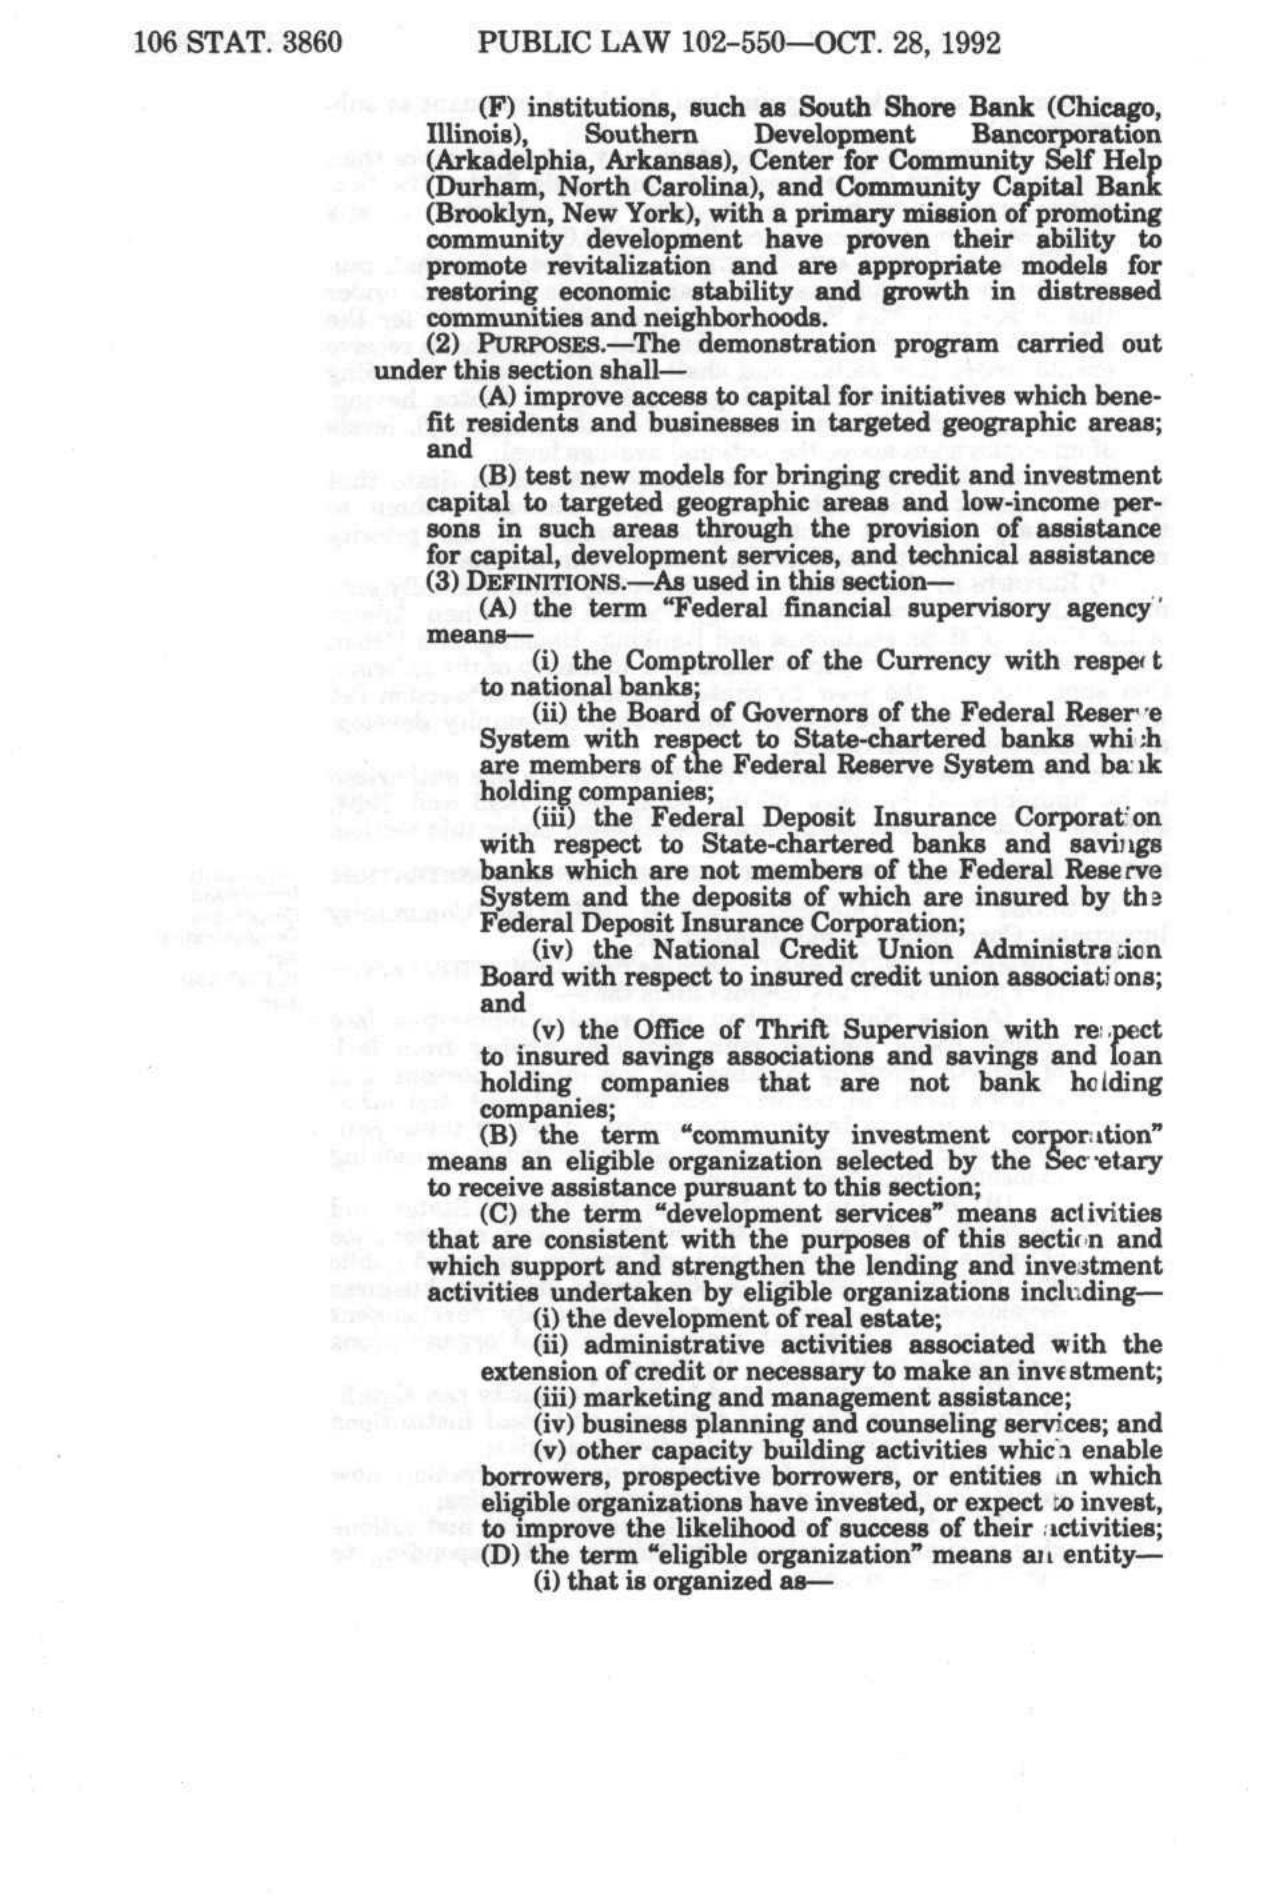 106 STAT. 3860 PUBLIC LAW 102-550—OCT. 28, 1992
(F) institutions, such as South Shore Bank (Chicago,
Illinois), Southern Development Bancorporation
(Arkadelphia, Arkansas), Center for Community Self Help
(Durham, North Carolina), and Community Capital Bank
(Brooklyn, New York), with a primary mission of promoting
community development have proven their ability to
promote revitalization and are appropriate models for
restoring economic stability and growth in distressed
communities and neighborhoods.
(2) PURPOSES.—The demonstration program carried out
under this section shall—
(A) improve access to capital for initiatives which bene-
fit residents and businesses in targeted geographic areas;
and
(B) test new models for bringing credit and investment
capital to targeted geographic areas and low-income per-
sons in such areas through the provision of assistance
for capital, development services, and technical assistance
(3) DEFINITIONS.—As used in this section—
(A) the term “Federal financial supervisory agency”
means—
(i) the Comptroller of the Currency with respect
to national banks;
(ii) the Board of Governors of the Federal Reserve
System with respect to State-chartered banks which
are members of the Federal Reserve System and bank
holding companies;
(iii) the Federal Deposit Insurance Corporation
with respect to State-chartered banks and savings
banks which are not members of the Federal Reserve
System and the deposits of which are insured by the
Federal Deposit Insurance Corporation;
(iv) the National Credit Union Administration
Board with respect to insured credit union associations;
and
(v) the Office of Thrift Supervision with respect
to insured savings associations and savings and loan
holding companies that are not bank holding
companies;
(B) the term “community investment corporation”
means an eligible organization selected by the Secretary
to receive assistance pursuant to this section;
(C) the term “development services” means activities
that are consistent with the purposes of this section and
which support and strengthen the lending and investment
activities undertaken by eligible organizations including—
(i) the development of real estate;
(ii) administrative activities associated with the
extension of credit or necessary to make an investment;
(iii) marketing and management assistance;
(iv) business planning and counseling services; and
(v) other capacity building activities which enable
borrowers, prospective borrowers, or entities in which
eligible organizations have invested, or expect to invest,
to improve the likelihood of success of their activities;
(D) the term “eligible organization” means an entity—
(i) that is organized as—